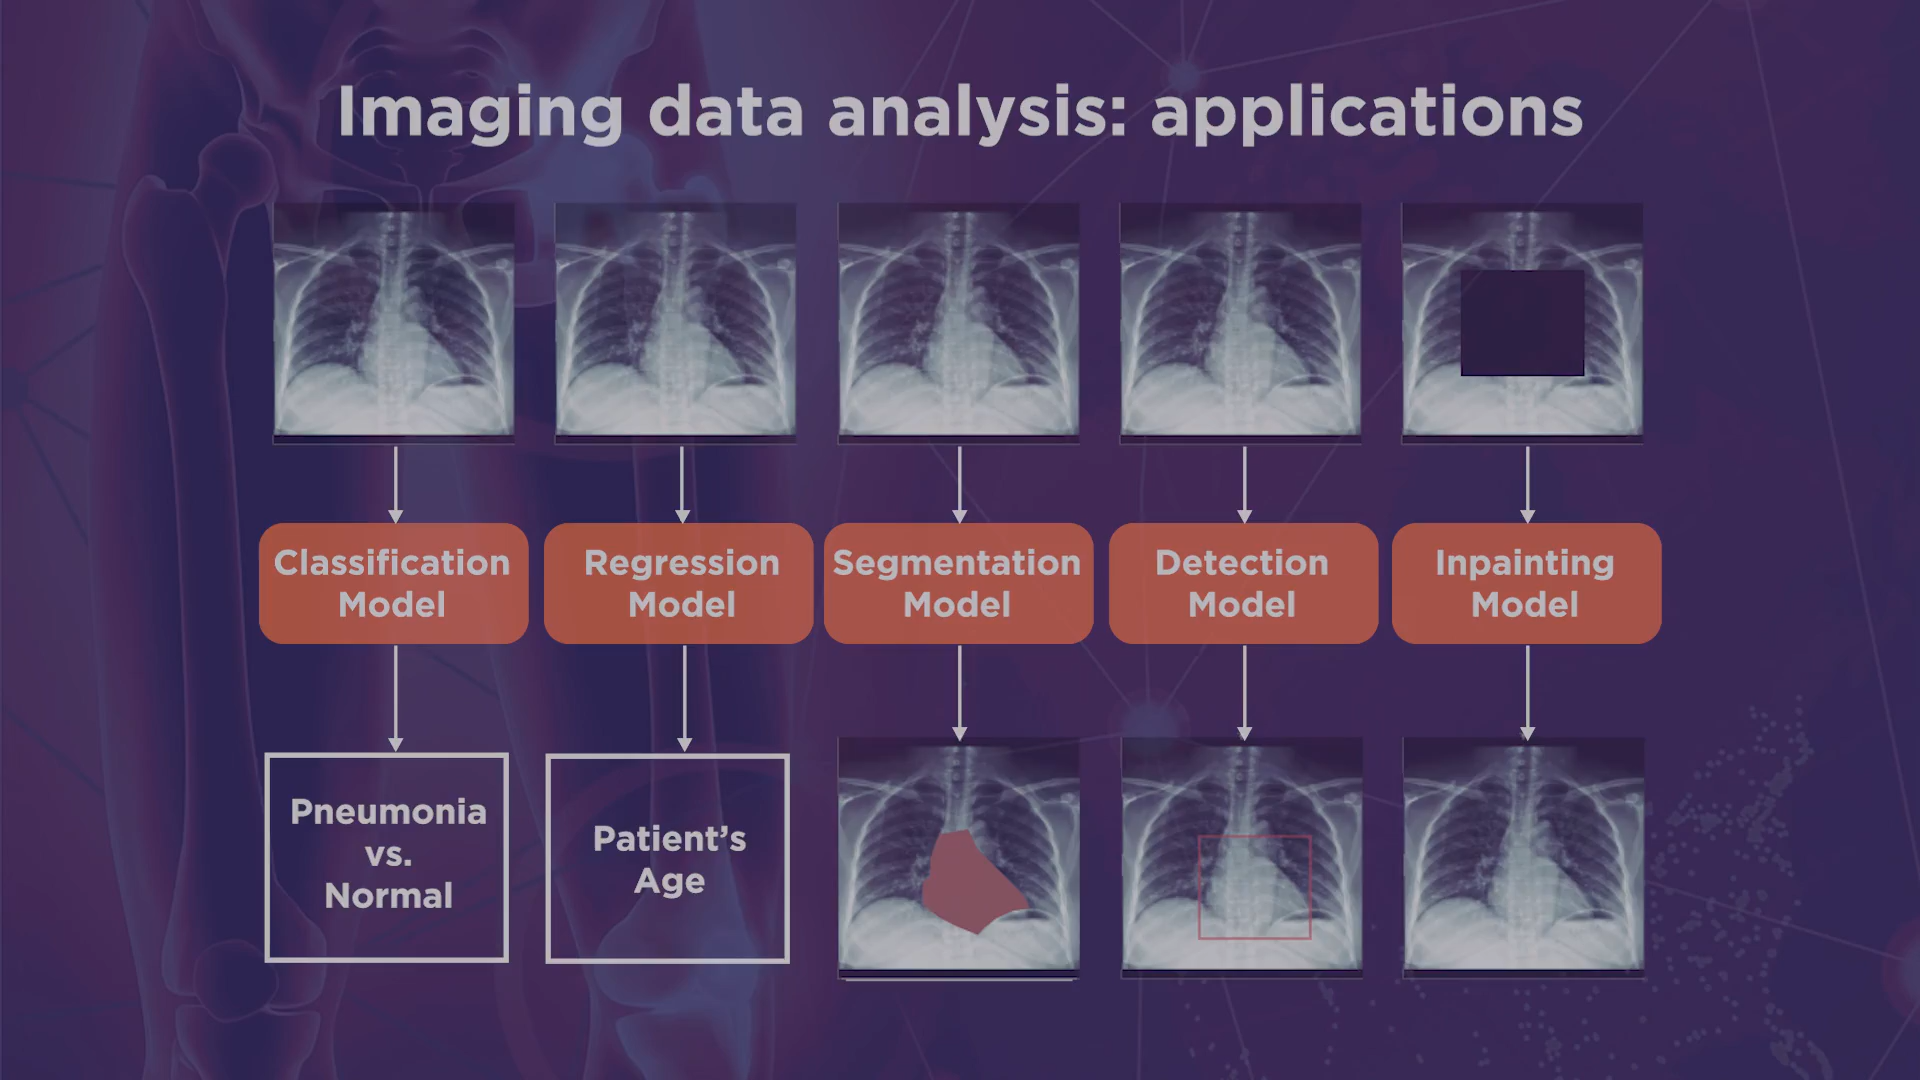 Imaging data analysis: applications
Classification
Model
Regression
Model
Segmentation
Model
Detection
Model
Inpainting
Model
Pneumonia
vs.
Normal
Patient’s
Age